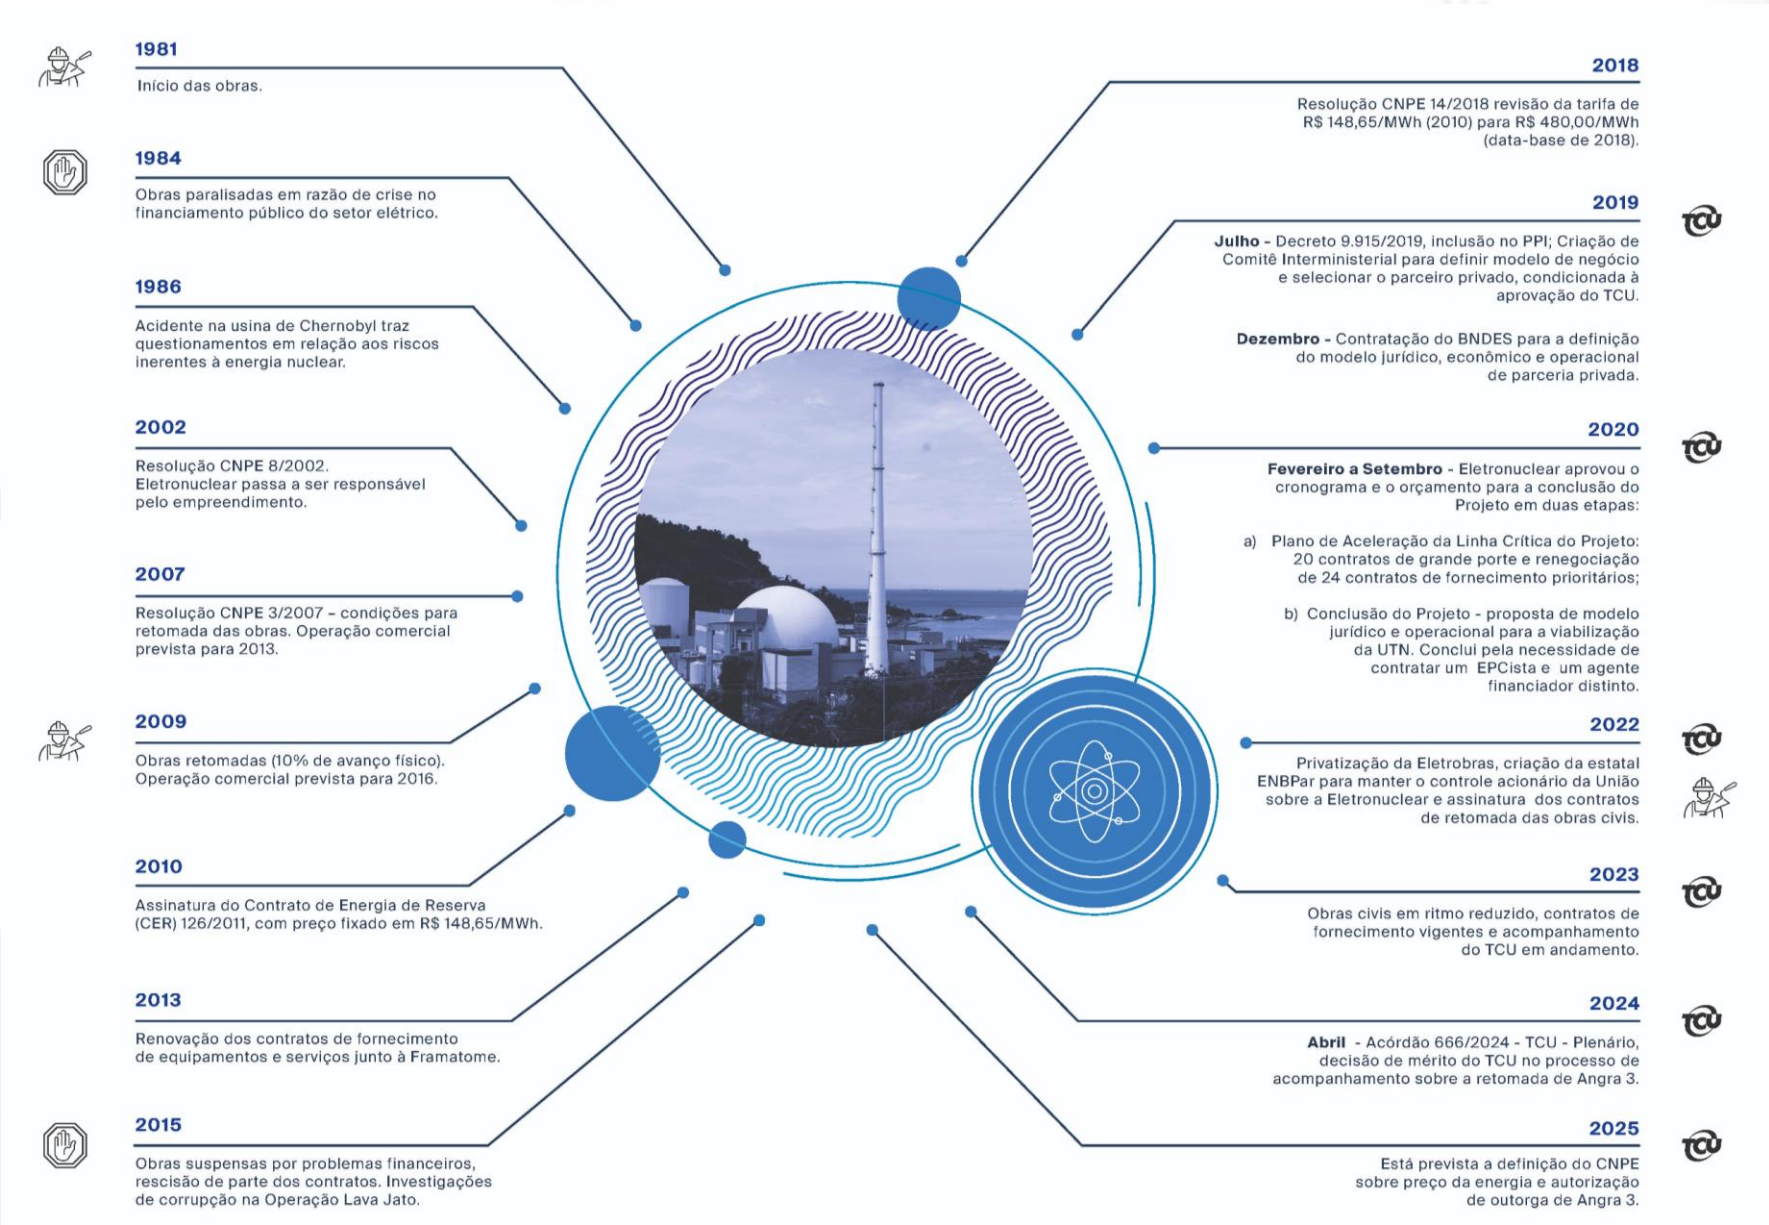 1981
Início das obras.
1984
Obras paralisadas em razão de crise no
financiamento público do setor elétrico.
1986
Acidente na usina de Chernobyl traz
questionamentos em relação aos riscos
inerentes à energia nuclear.
2002
Resolução CNPE 8/2002.
Eletronuclear passa a ser responsável
pelo empreendimento.
2007
Resolução CNPE 3/2007 – condições para
retomada das obras. Operação comercial
prevista para 2013.
2009
Obras retomadas (10% de avanço físico).
Operação comercial prevista para 2016.
2010
Assinatura do Contrato de Energia de Reserva
(CER) 126/2011, com preço fixado em R$ 148,65/MWh.
2013
Renovação dos contratos de fornecimento
de equipamentos e serviços junto à Framatome.
2015
Obras suspensas por problemas financeiros,
rescisão de parte dos contratos. Investigações
de corrupção na Operação Lava Jato.
2018
Resolução CNPE 14/2018 revisão da tarifa de
R$ 148,65/MWh (2010) para R$ 480,00/MWh
(data-base de 2018).
2019
TCU
Julho - Decreto 9.915/2019, inclusão no PPI; Criação de
Comitê Interministerial para definir modelo de negócio
e selecionar o parceiro privado, condicionada à
aprovação do TCU.
Dezembro - Contratação do BNDES para a definição
do modelo jurídico, econômico e operacional
de parceria privada.
2020
TCU
Fevereiro a Setembro - Eletronuclear aprovou o
cronograma e o orçamento para a conclusão do
Projeto em duas etapas:
a) Plano de Aceleração da Linha Crítica do Projeto:
20 contratos de grande porte e renegociação
de 24 contratos de fornecimento prioritários;
b) Conclusão do Projeto - proposta de modelo
jurídico e operacional para a viabilização
da UTN. Conclui pela necessidade de
contratar um EPCista e um agente
financiador distinto.
2022
TCU
Privatização da Eletrobras, criação da estatal
ENBPar para manter o controle acionário da União
sobre a Eletronuclear e assinatura dos contratos
de retomada das obras civis.
2023
TCU
Obras civis em ritmo reduzido, contratos de
fornecimento vigentes e acompanhamento
do TCU em andamento.
2024
TCU
Abril - Acórdão 666/2024 - TCU - Plenário,
decisão de mérito do TCU no processo de
acompanhamento sobre a retomada de Angra 3.
2025
TCU
Está prevista a definição do CNPE
sobre preço da energia e autorização
de outorga de Angra 3.